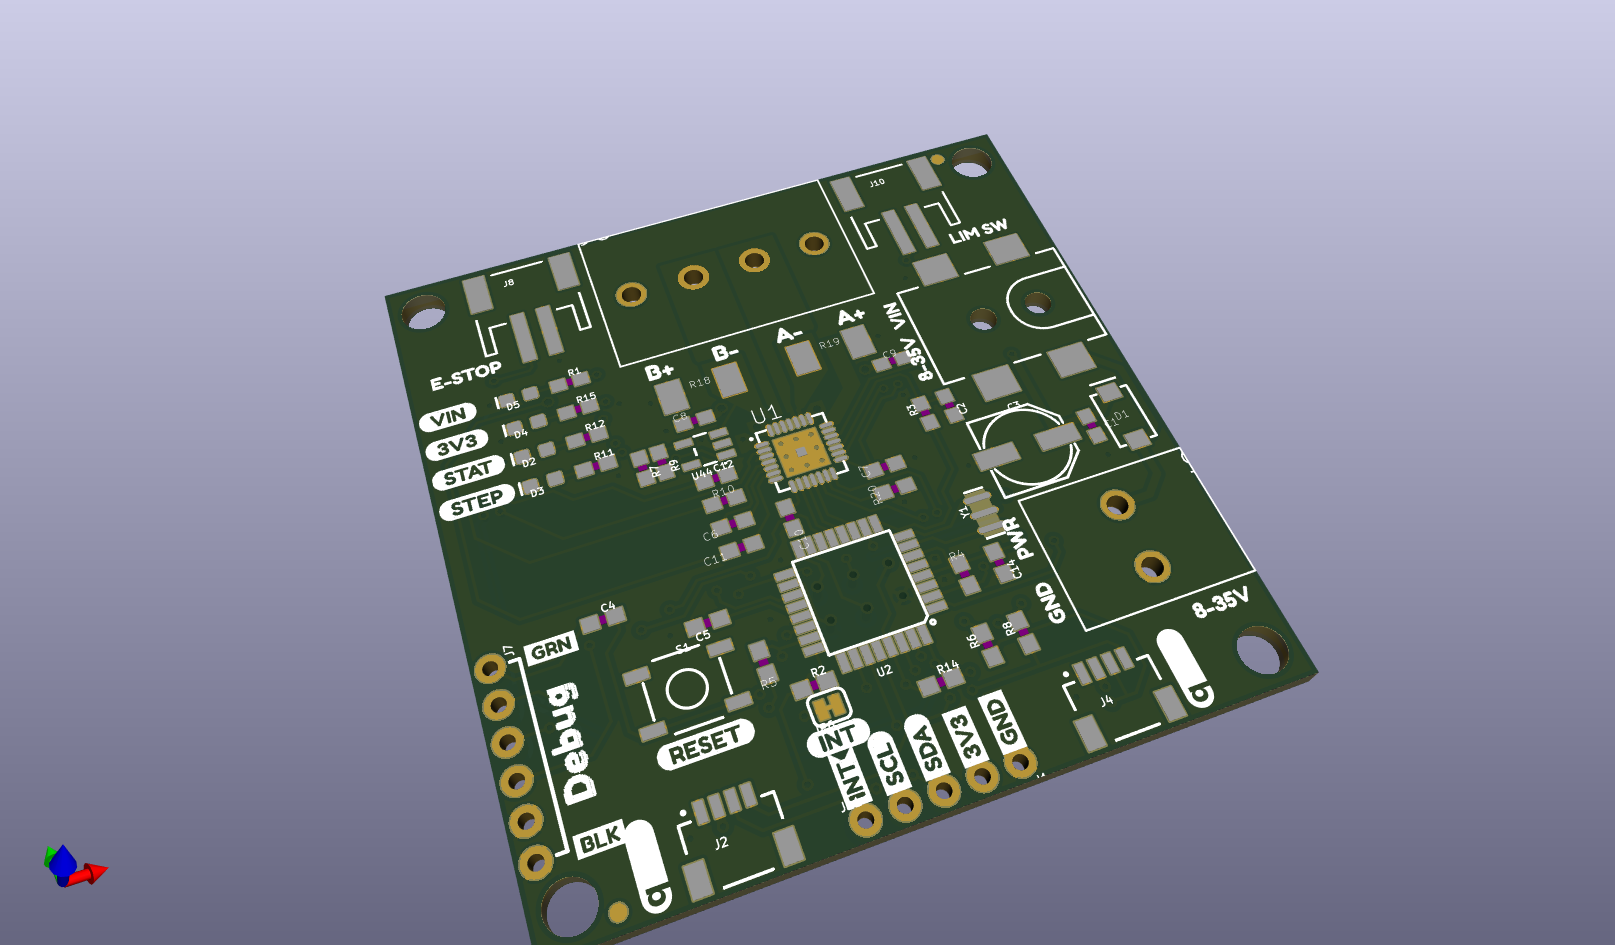 J10
LIM SW
J8
E-STOP
VIN
3V3
STAT
STEP
D5
D4
D2
D3
R1
R15
R12
R11
B+
B-
A-
A+
R18
R19
C8
C9
VIN
8-35V
U1
R7
R9
U4
C12
R10
C6
C11
R20
R3
C2
D1
Y1
PWR
GND
8-35V
R4
C14
R6
R8
R14
U2
C4
C5
S1
R5
R2
J7
GRN
Debug
BLK
RESET
INT
INT
SCL
SDA
3V3
GND
J2
J4
q
q